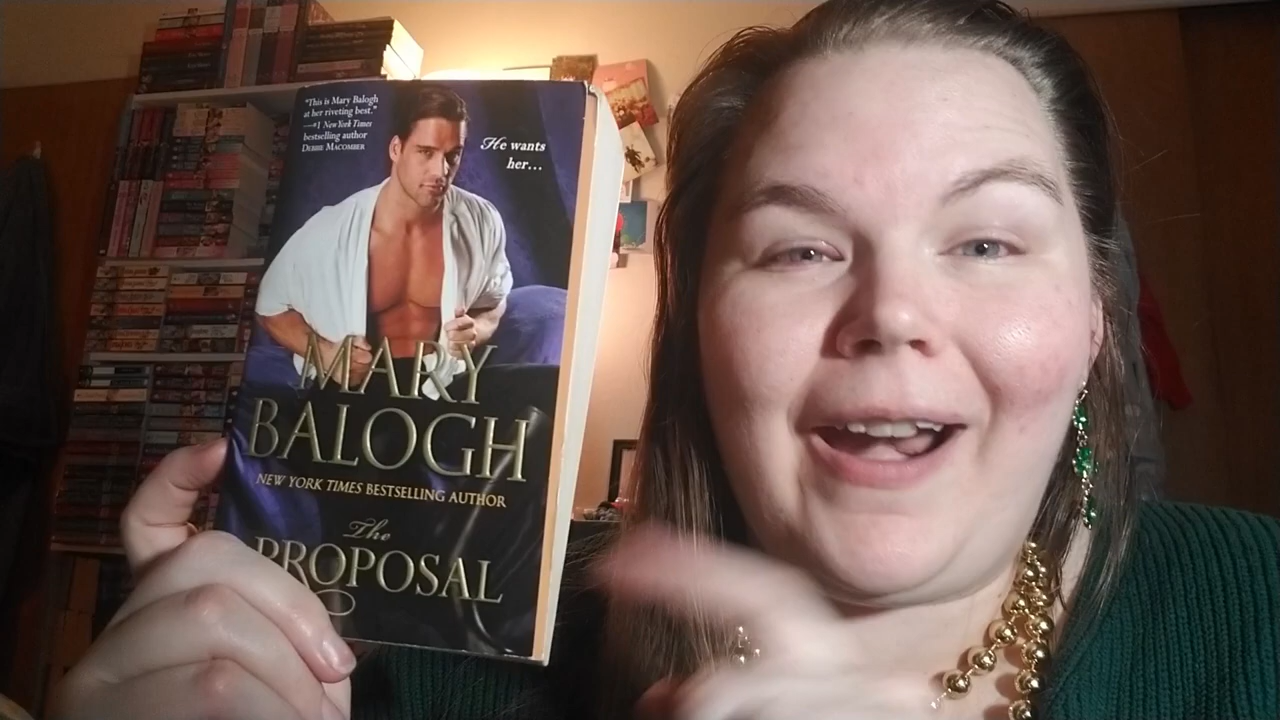 "This is Mary Balogh
at her riveting best."
—#1 New York Times
bestselling author
DEBBIE MACOMBER
He wants
her...
MARY
BALOGH
NEW YORK TIMES BESTSELLING AUTHOR
The
PROPOSAL